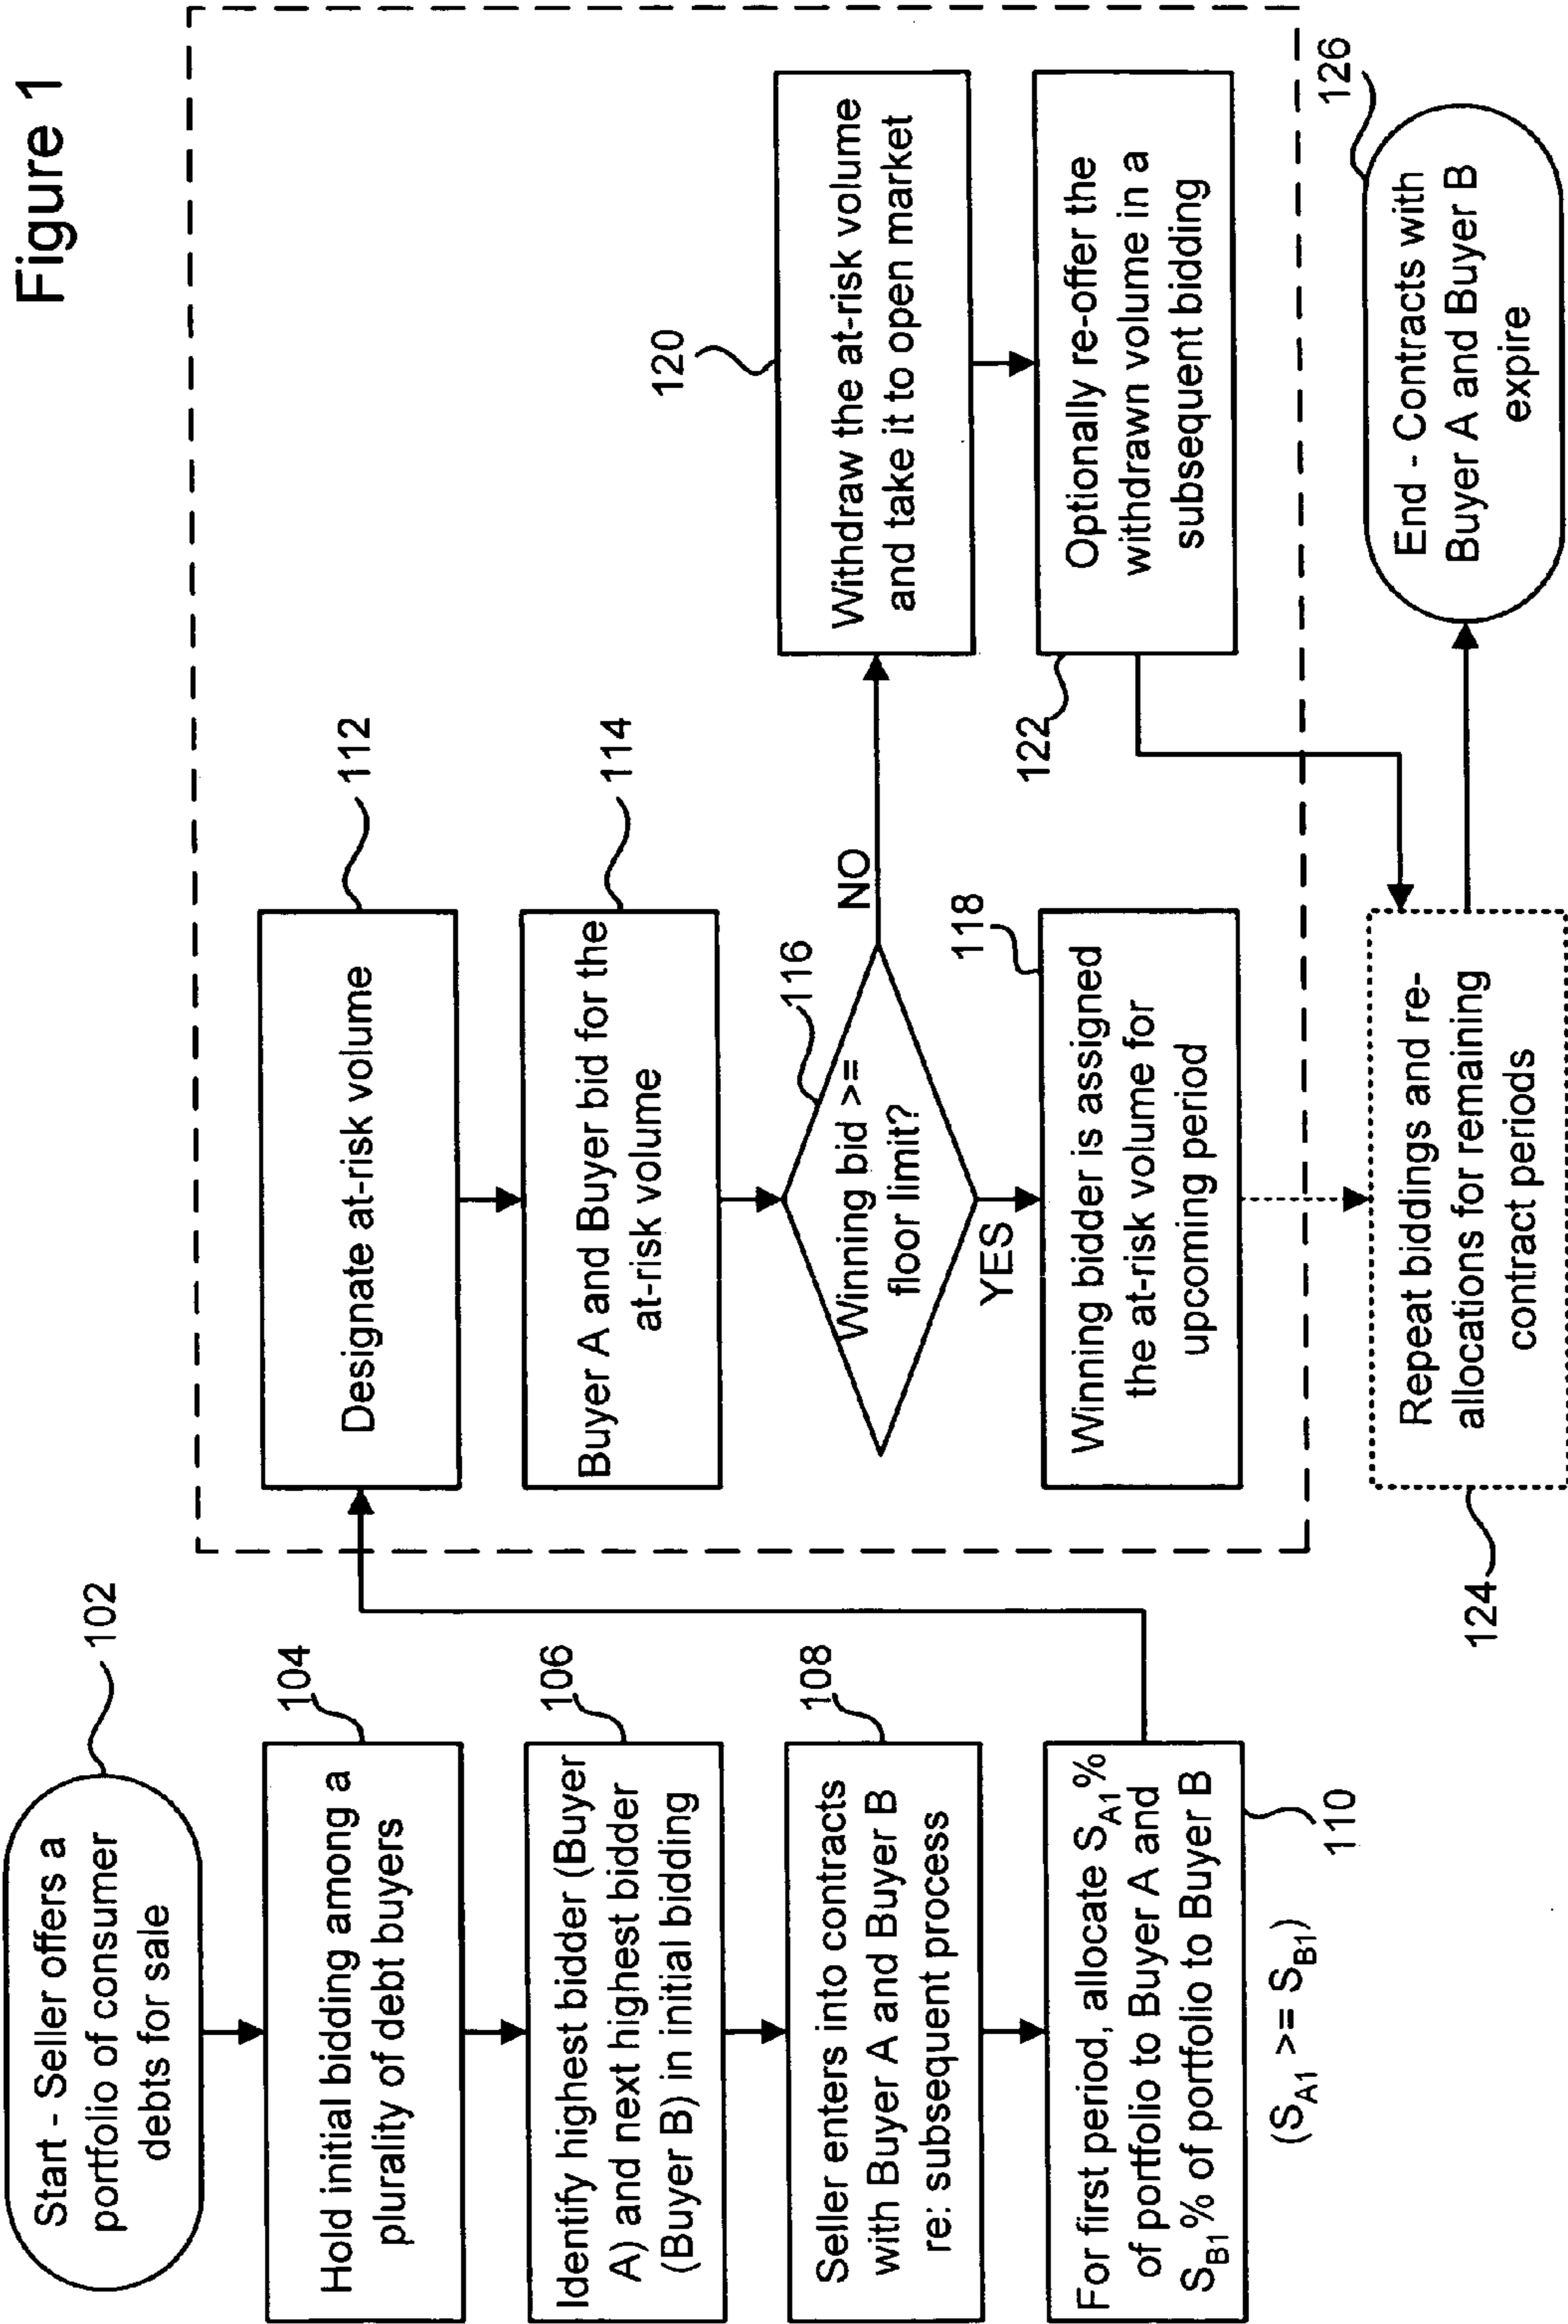 Figure 1
102
Start - Seller offers a
portfolio of consumer
debts for sale
104
Hold initial bidding among a
plurality of debt buyers
106
Identify highest bidder (Buyer
A) and next highest bidder
(Buyer B) in initial bidding
108
Seller enters into contracts
with Buyer A and Buyer B
re: subsequent process
For first period, allocate S_A1 %
of portfolio to Buyer A and
S_B1 % of portfolio to Buyer B
110
(S_A1 >= S_B1)
112
Designate at-risk volume
114
Buyer A and Buyer bid for the
at-risk volume
116
Winning bid >=
floor limit?
NO
YES
118
Winning bidder is assigned
the at-risk volume for
upcoming period
120
Withdraw the at-risk volume
and take it to open market
Optionally re-offer the
withdrawn volume in a
subsequent bidding
122
Repeat biddings and re-
allocations for remaining
contract periods
124
126
End - Contracts with
Buyer A and Buyer B
expire